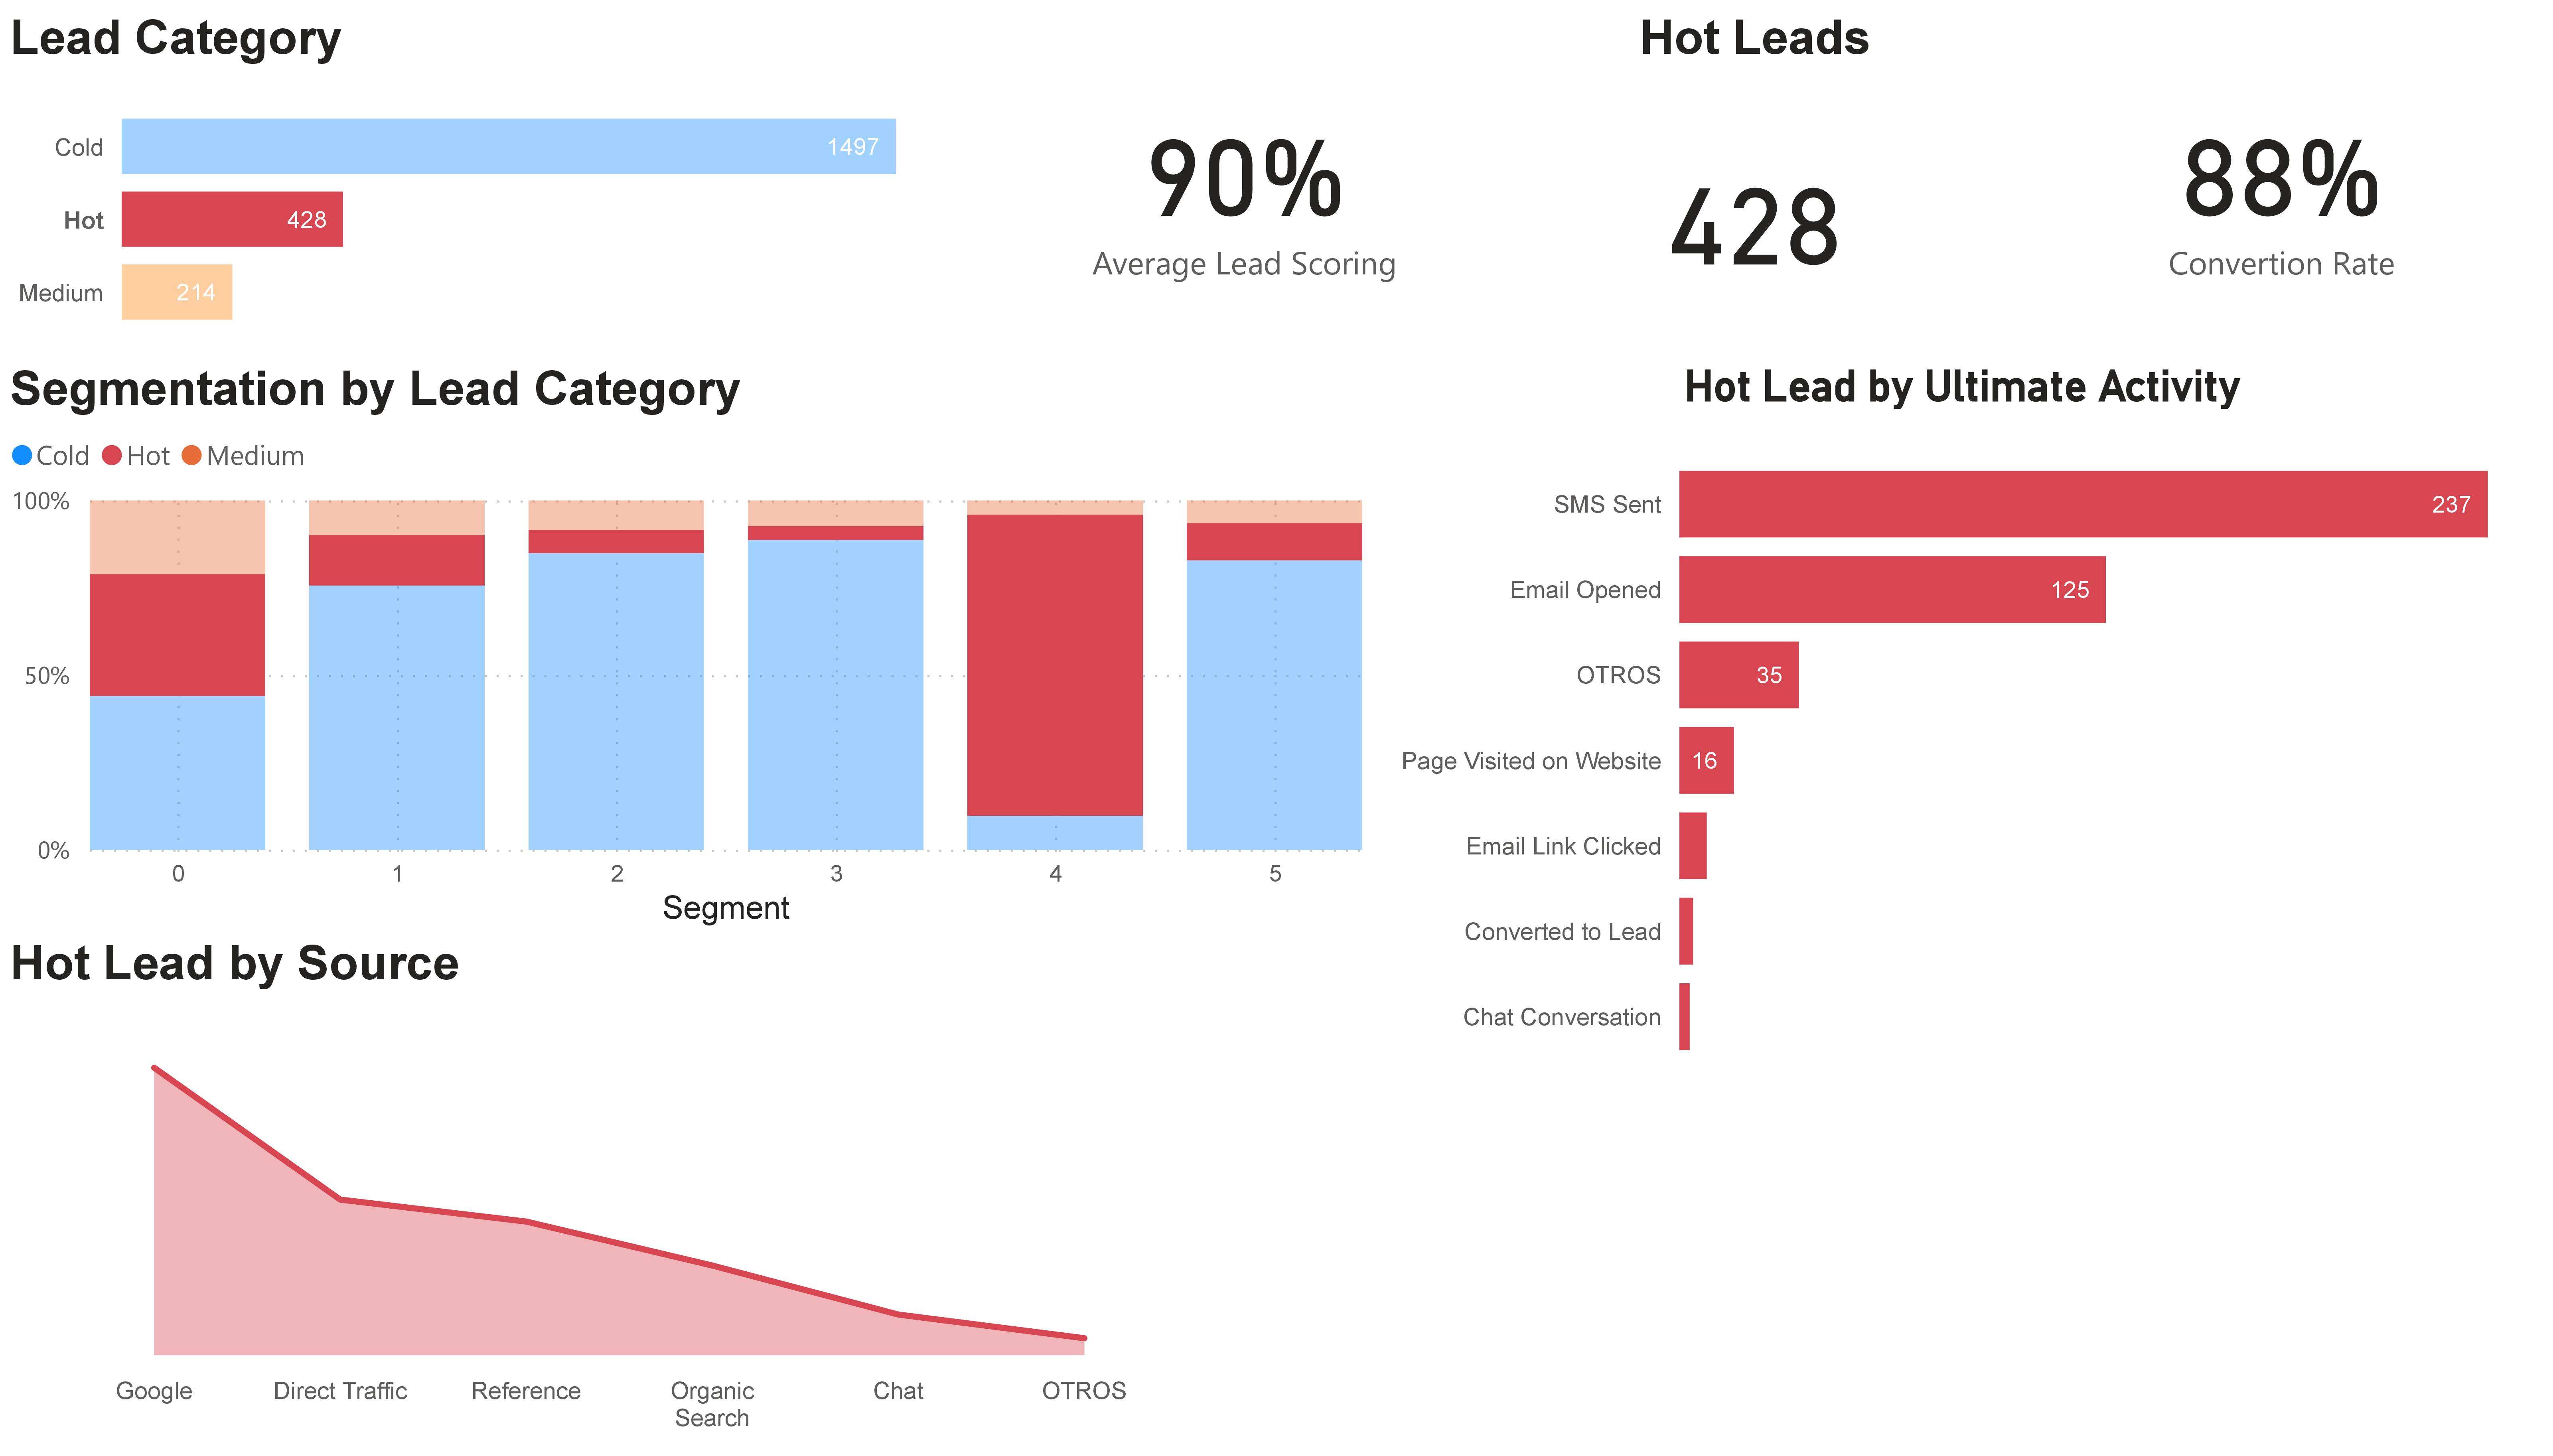 Lead Category
Cold
1497
Hot
428
Medium
214
90%
Average Lead Scoring
Hot Leads
428
88%
Convertion Rate
Segmentation by Lead Category
Cold Hot Medium
100%
50%
0%
0 1 2 3 4 5
Segment
Hot Lead by Ultimate Activity
SMS Sent
237
Email Opened
125
OTROS
35
Page Visited on Website
16
Email Link Clicked
Converted to Lead
Chat Conversation
Hot Lead by Source
Google
Direct Traffic
Reference
Organic
Search
Chat
OTROS